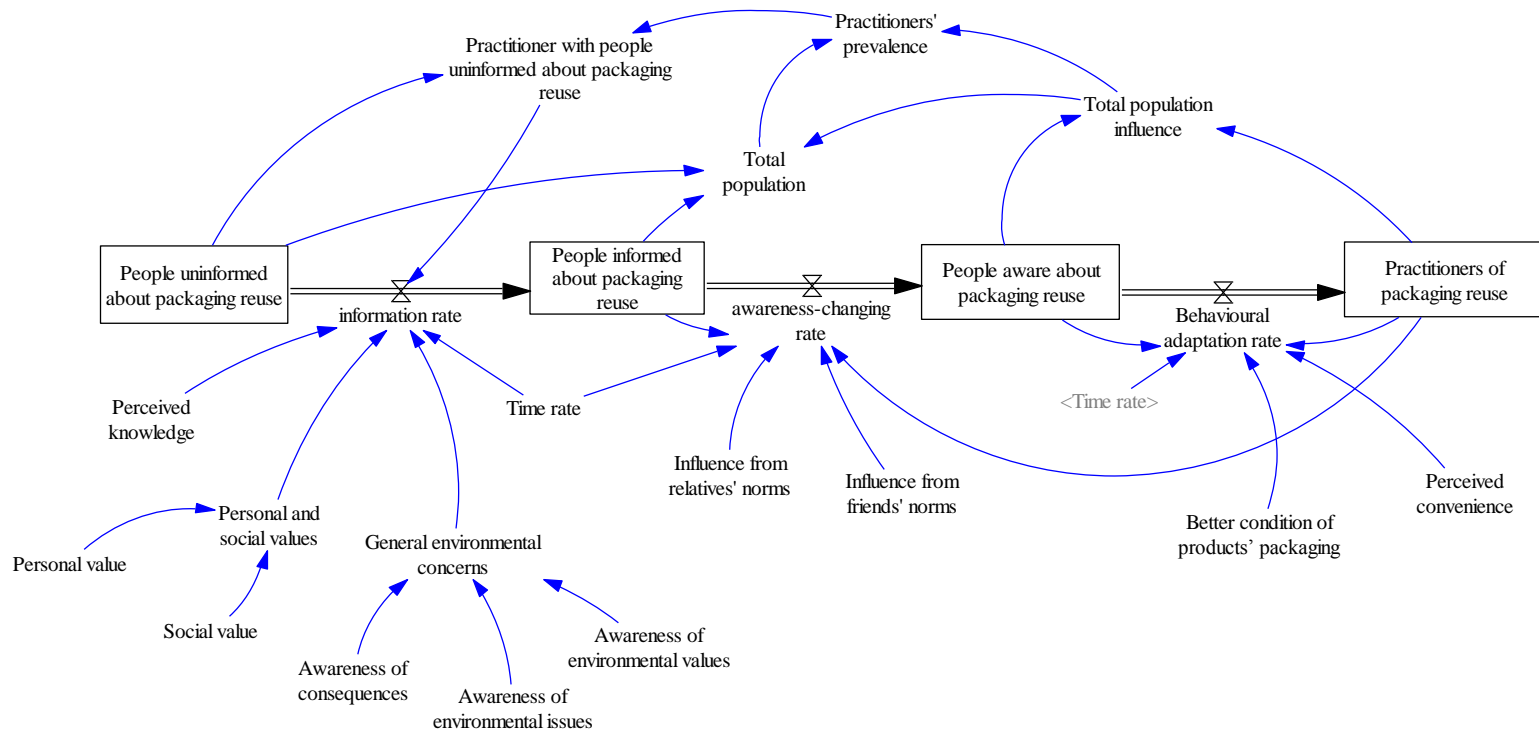 Practitioners'
prevalence
Practitioner with people
uninformed about packaging
reuse
Total population
influence
Total
population
People uninformed
about packaging reuse
People informed
about packaging
reuse
People aware about
packaging reuse
Practitioners of
packaging reuse
information rate
awareness-changing
rate
Behavioural
adaptation rate
Perceived
knowledge
Time rate
<Time rate>
Influence from
relatives' norms
Influence from
friends' norms
Better condition of
products’ packaging
Perceived
convenience
Personal and
social values
Personal value
Social value
General environmental
concerns
Awareness of
consequences
Awareness of
environmental issues
Awareness of
environmental values